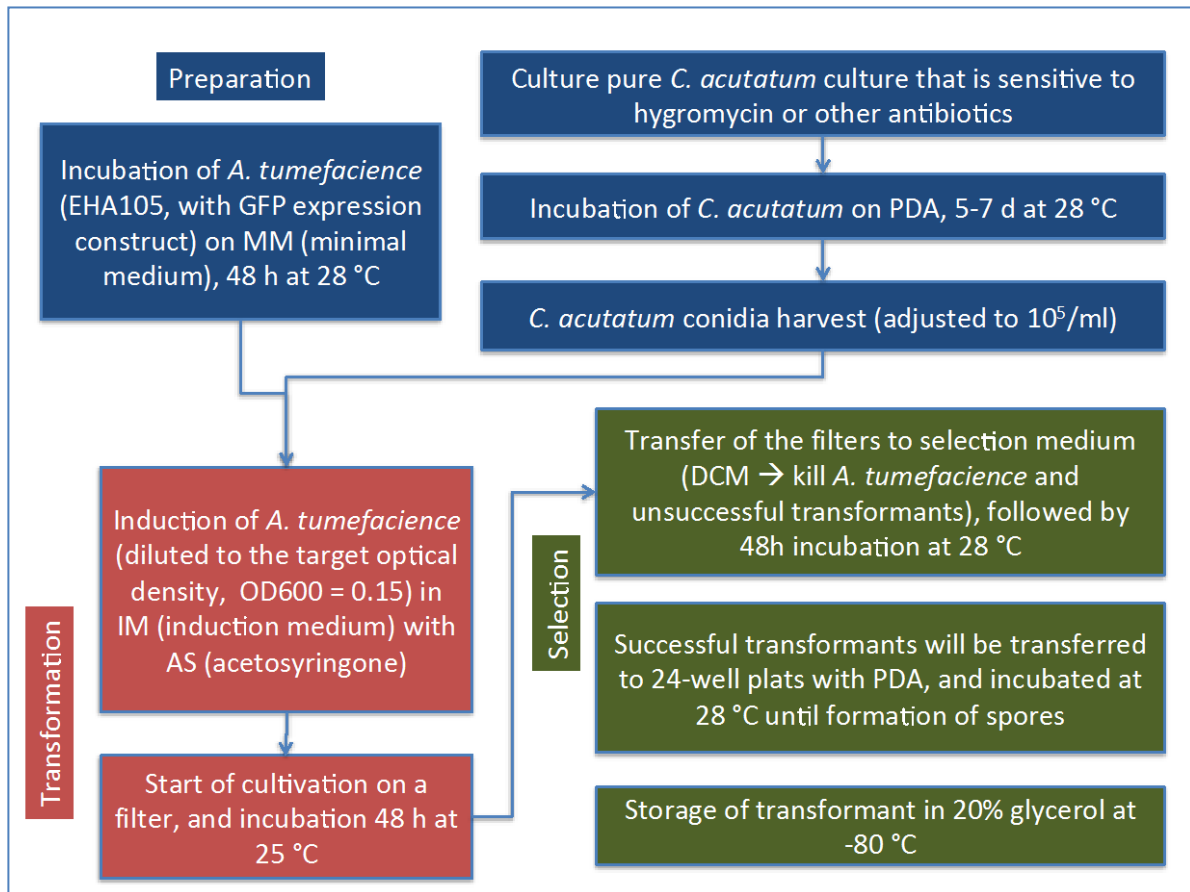 Preparation
Incubation of A. tumefacience
(EHA105, with GFP expression
construct) on MM (minimal
medium), 48 h at 28 °C
Culture pure C. acutatum culture that is sensitive to
hygromycin or other antibiotics
Incubation of C. acutatum on PDA, 5-7 d at 28 °C
C. acutatum conidia harvest (adjusted to 10⁵/ml)
Transformation
Induction of A. tumefacience
(diluted to the target optical
density, OD600 = 0.15) in
IM (induction medium) with
AS (acetosyringone)
Start of cultivation on a
filter, and incubation 48 h at
25 °C
Selection
Transfer of the filters to selection medium
(DCM → kill A. tumefacience and
unsuccessful transformants), followed by
48h incubation at 28 °C
Successful transformants will be transferred
to 24-well plats with PDA, and incubated at
28 °C until formation of spores
Storage of transformant in 20% glycerol at
-80 °C